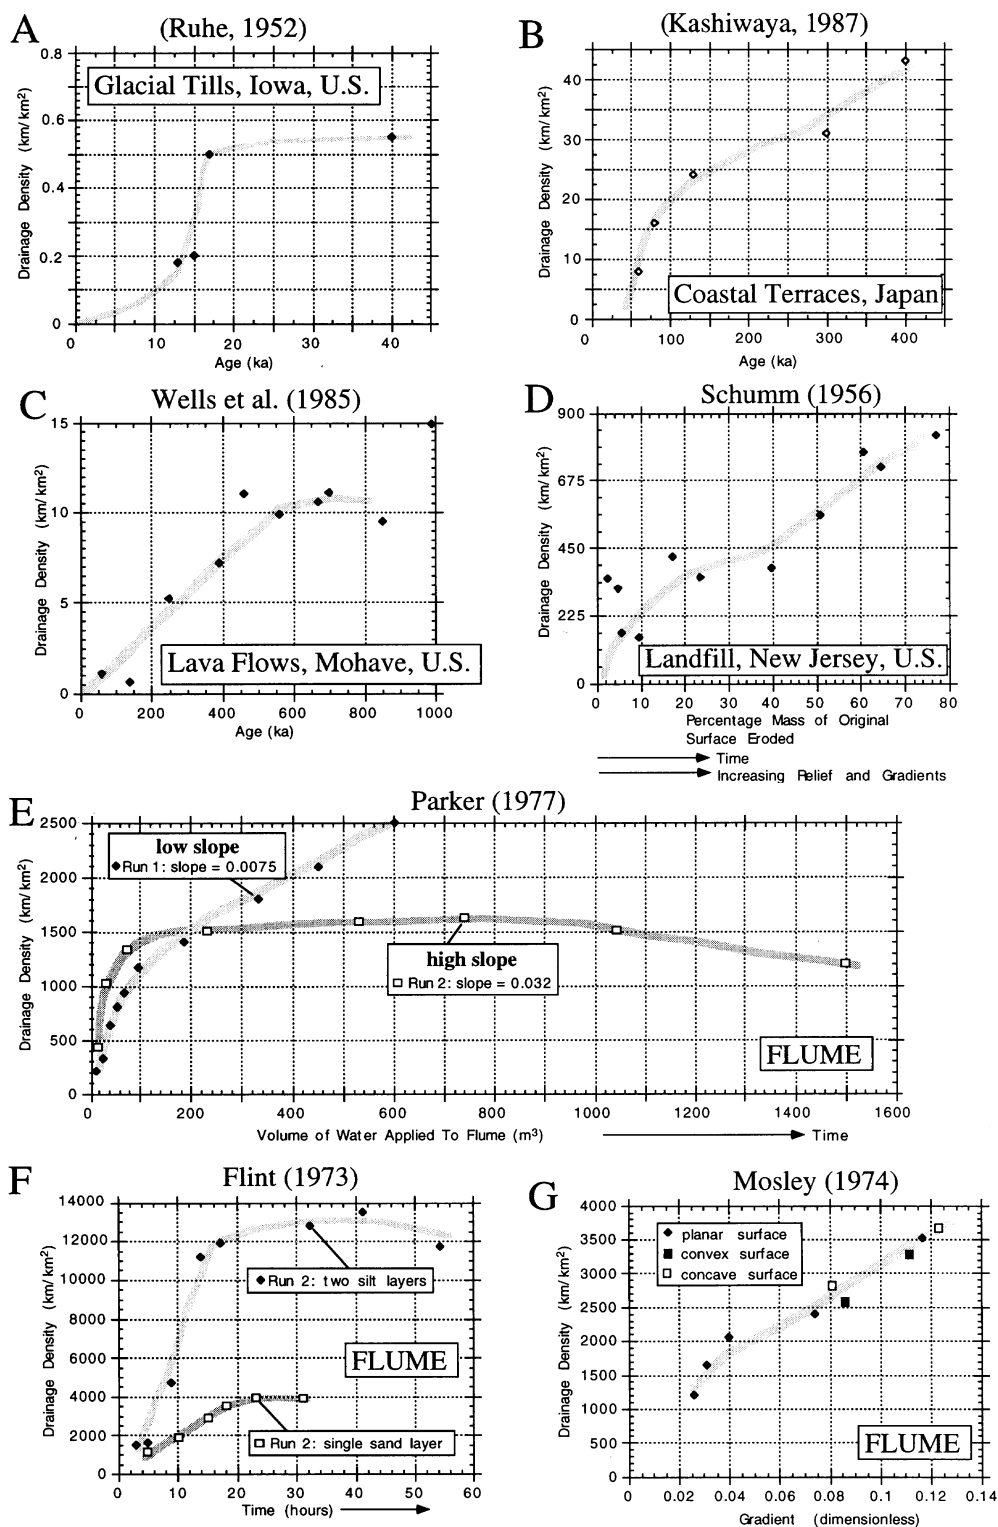 A
(Ruhe, 1952)
0.8
0.6
0.4
0.2
0
Drainage Density (km/km²)
Glacial Tills, Iowa, U.S.
0
10
20
30
40
Age (ka)
B
(Kashiwaya, 1987)
40
30
20
10
0
Drainage Density (km/km²)
Coastal Terraces, Japan
0
100
200
300
400
Age (ka)
C
Wells et al. (1985)
15
10
5
0
Drainage Density (km/km²)
Lava Flows, Mohave, U.S.
0
200
400
600
800
1000
Age (ka)
D
Schumm (1956)
900
675
450
225
0
Drainage Density (km/km²)
Landfill, New Jersey, U.S.
0
10
20
30
40
50
60
70
80
Percentage Mass of Original
Surface Eroded
Time
Increasing Relief and Gradients
E
Parker (1977)
2500
2000
1500
1000
500
0
Drainage Density (km/km²)
low slope
Run 1: slope = 0.0075
high slope
Run 2: slope = 0.032
FLUME
0
200
400
600
800
1000
1200
1400
1600
Volume of Water Applied To Flume (m³)
Time
F
Flint (1973)
14000
12000
10000
8000
6000
4000
2000
0
Drainage Density (km/km²)
Run 2: two silt layers
FLUME
Run 2: single sand layer
0
10
20
30
40
50
60
Time (hours)
G
Mosley (1974)
4000
3500
3000
2500
2000
1500
1000
500
0
Drainage Density (km/km²)
planar surface
convex surface
concave surface
FLUME
0
0.02
0.04
0.06
0.08
0.1
0.12
0.14
Gradient (dimensionless)